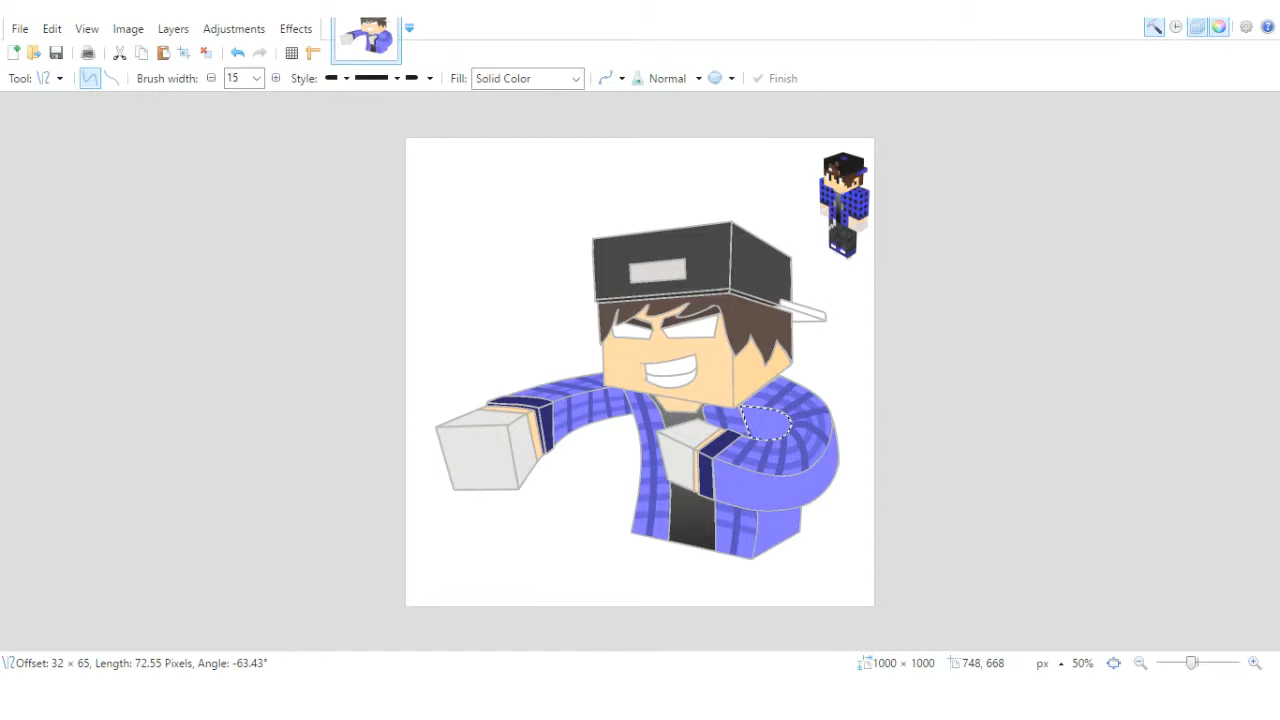 File Edit View Image Layers Adjustments Effects
Tool: Brush width: 15 Style: Fill: Solid Color Normal Finish
Offset: 32 × 65, Length: 72.55 Pixels, Angle: -63.43° 1000 × 1000 748, 668 px 50%